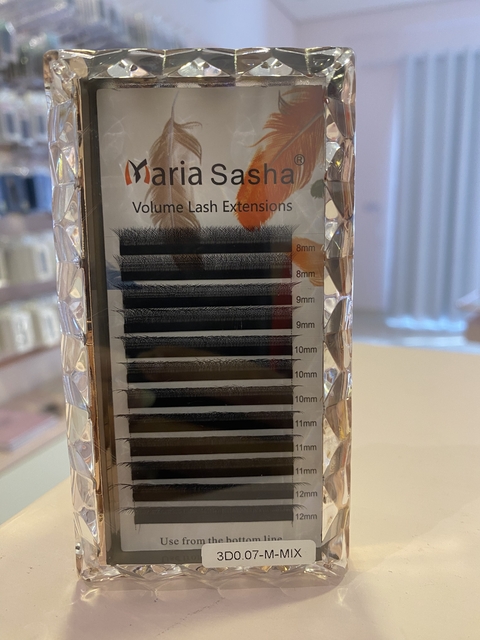 Maria Sasha®
Volume Lash Extensions
8mm
8mm
9mm
9mm
10mm
10mm
10mm
11mm
11mm
11mm
12mm
12mm
Use from the bottom line
3D0.07-M-MIX